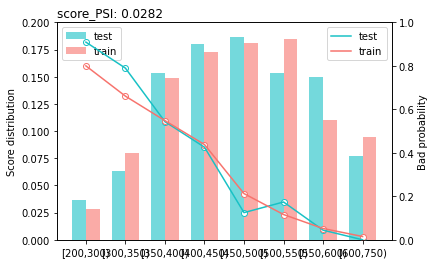 score_PSI: 0.0282
test
train
test
train
0.200
0.175
0.150
0.125
0.100
0.075
0.050
0.025
0.000
Score distribution
1.0
0.8
0.6
0.4
0.2
0.0
Bad probability
[200,300) [300,350) [350,400) [400,450) [450,500) [500,550) [550,600) [600,750)